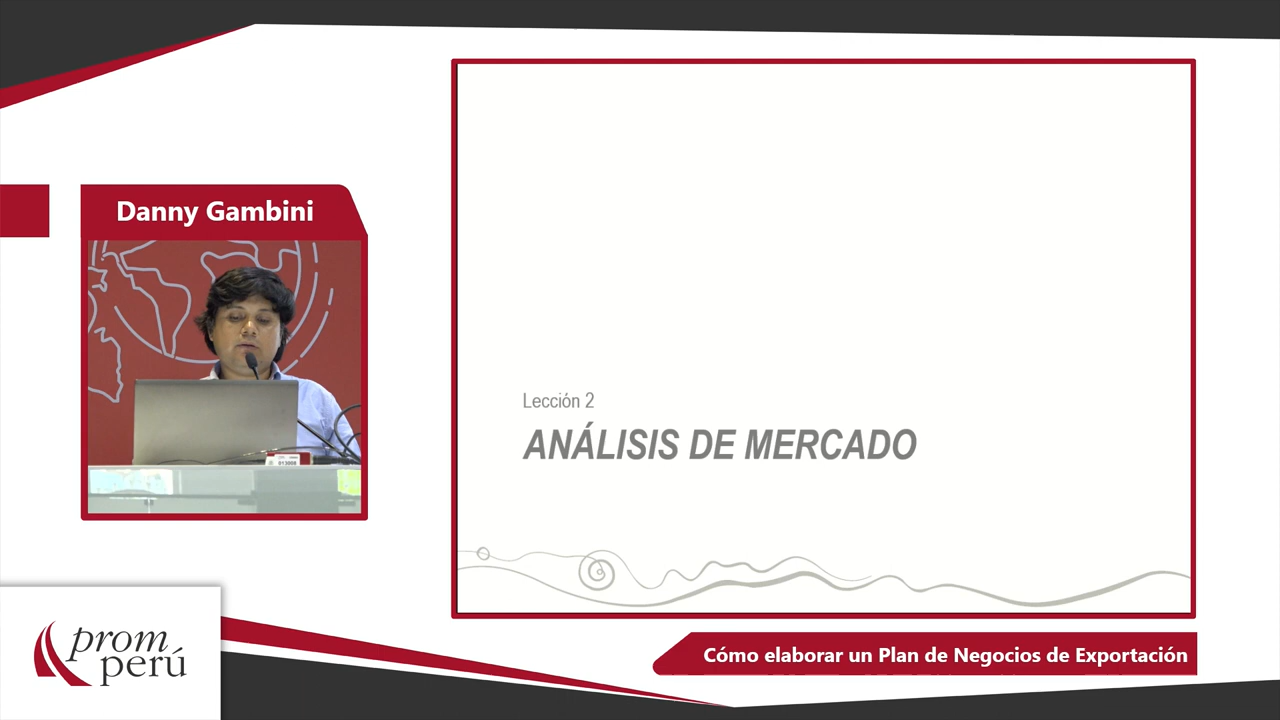 Danny Gambini
Lección 2
ANÁLISIS DE MERCADO
prom
perú
Cómo elaborar un Plan de Negocios de Exportación